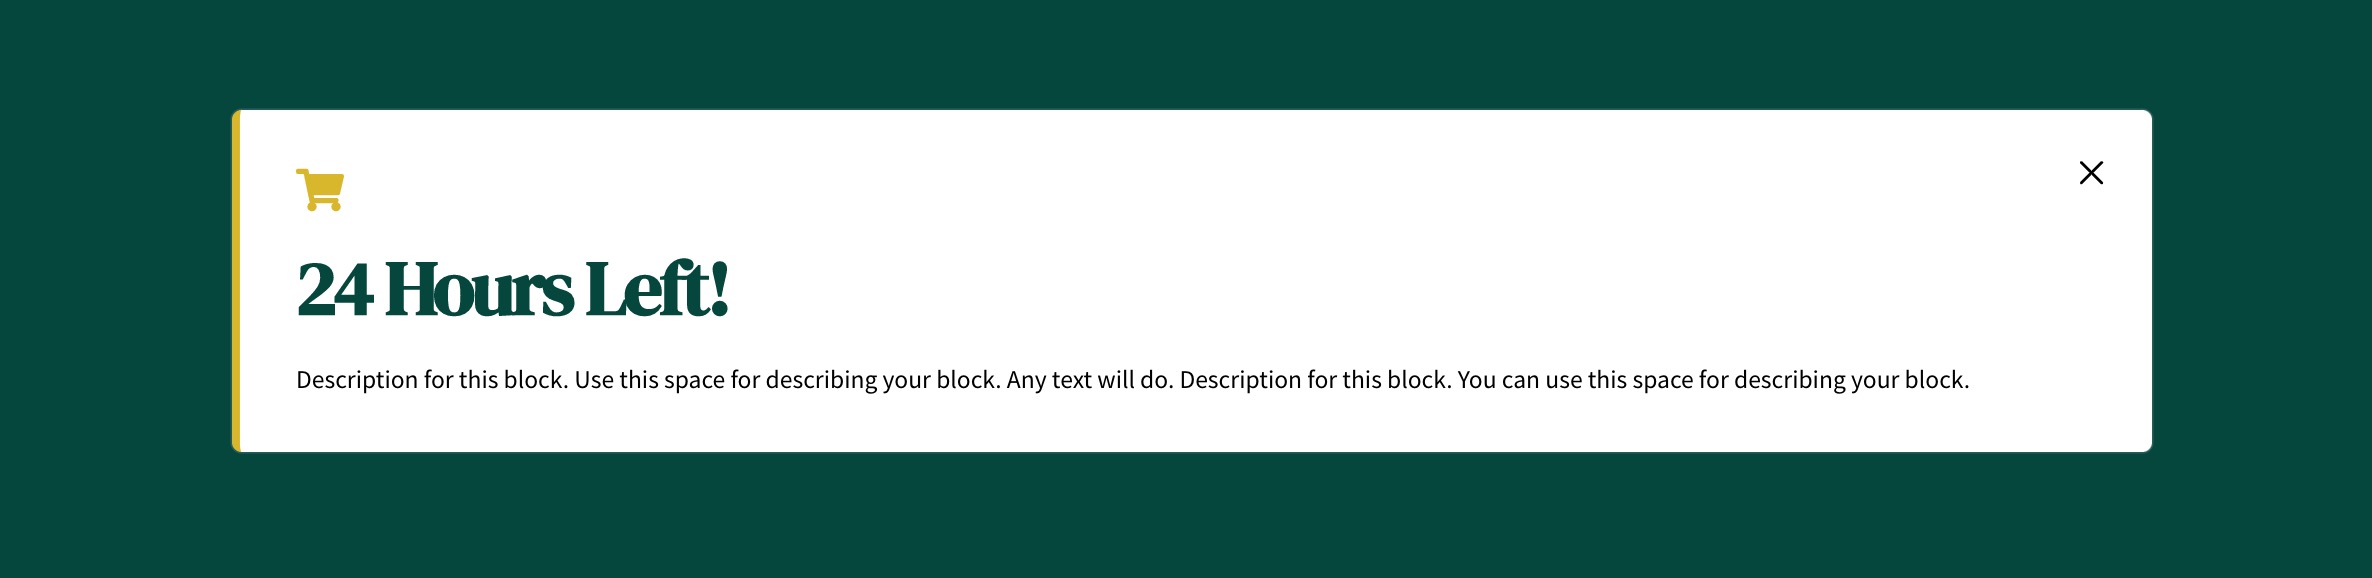 24 Hours Left!
Description for this block. Use this space for describing your block. Any text will do. Description for this block. You can use this space for describing your block.